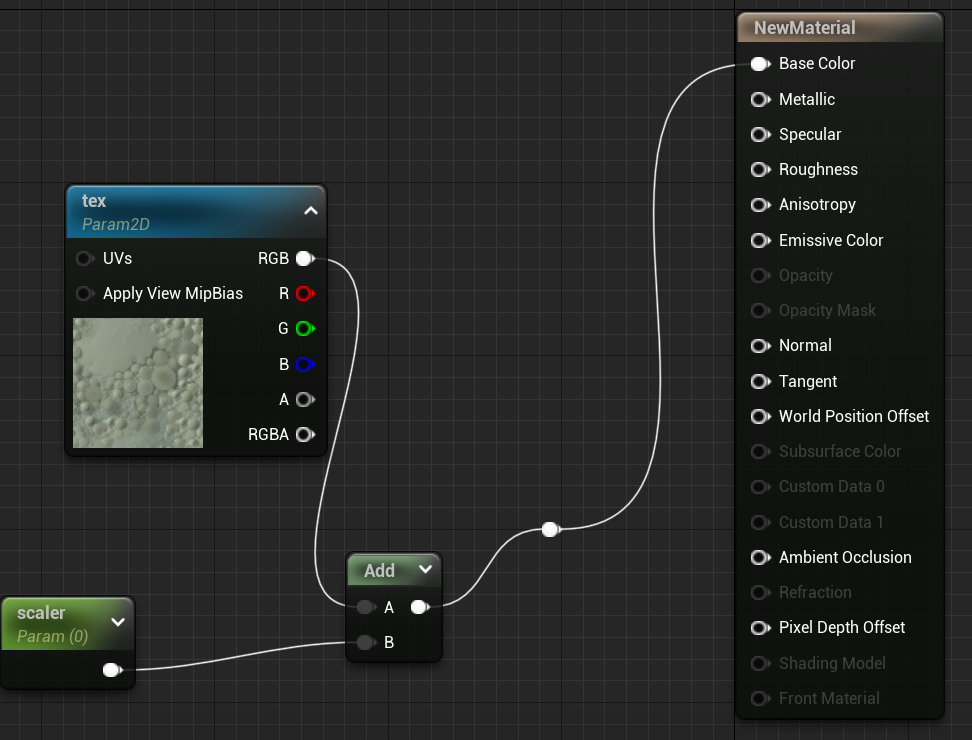 NewMaterial
Base Color
Metallic
Specular
Roughness
Anisotropy
Emissive Color
Opacity
Opacity Mask
Normal
Tangent
World Position Offset
Subsurface Color
Custom Data 0
Custom Data 1
Ambient Occlusion
Refraction
Pixel Depth Offset
Shading Model
Front Material
tex
Param2D
UVs RGB
Apply View MipBias R
G
B
A
RGBA
Add
A
B
scaler
Param (0)